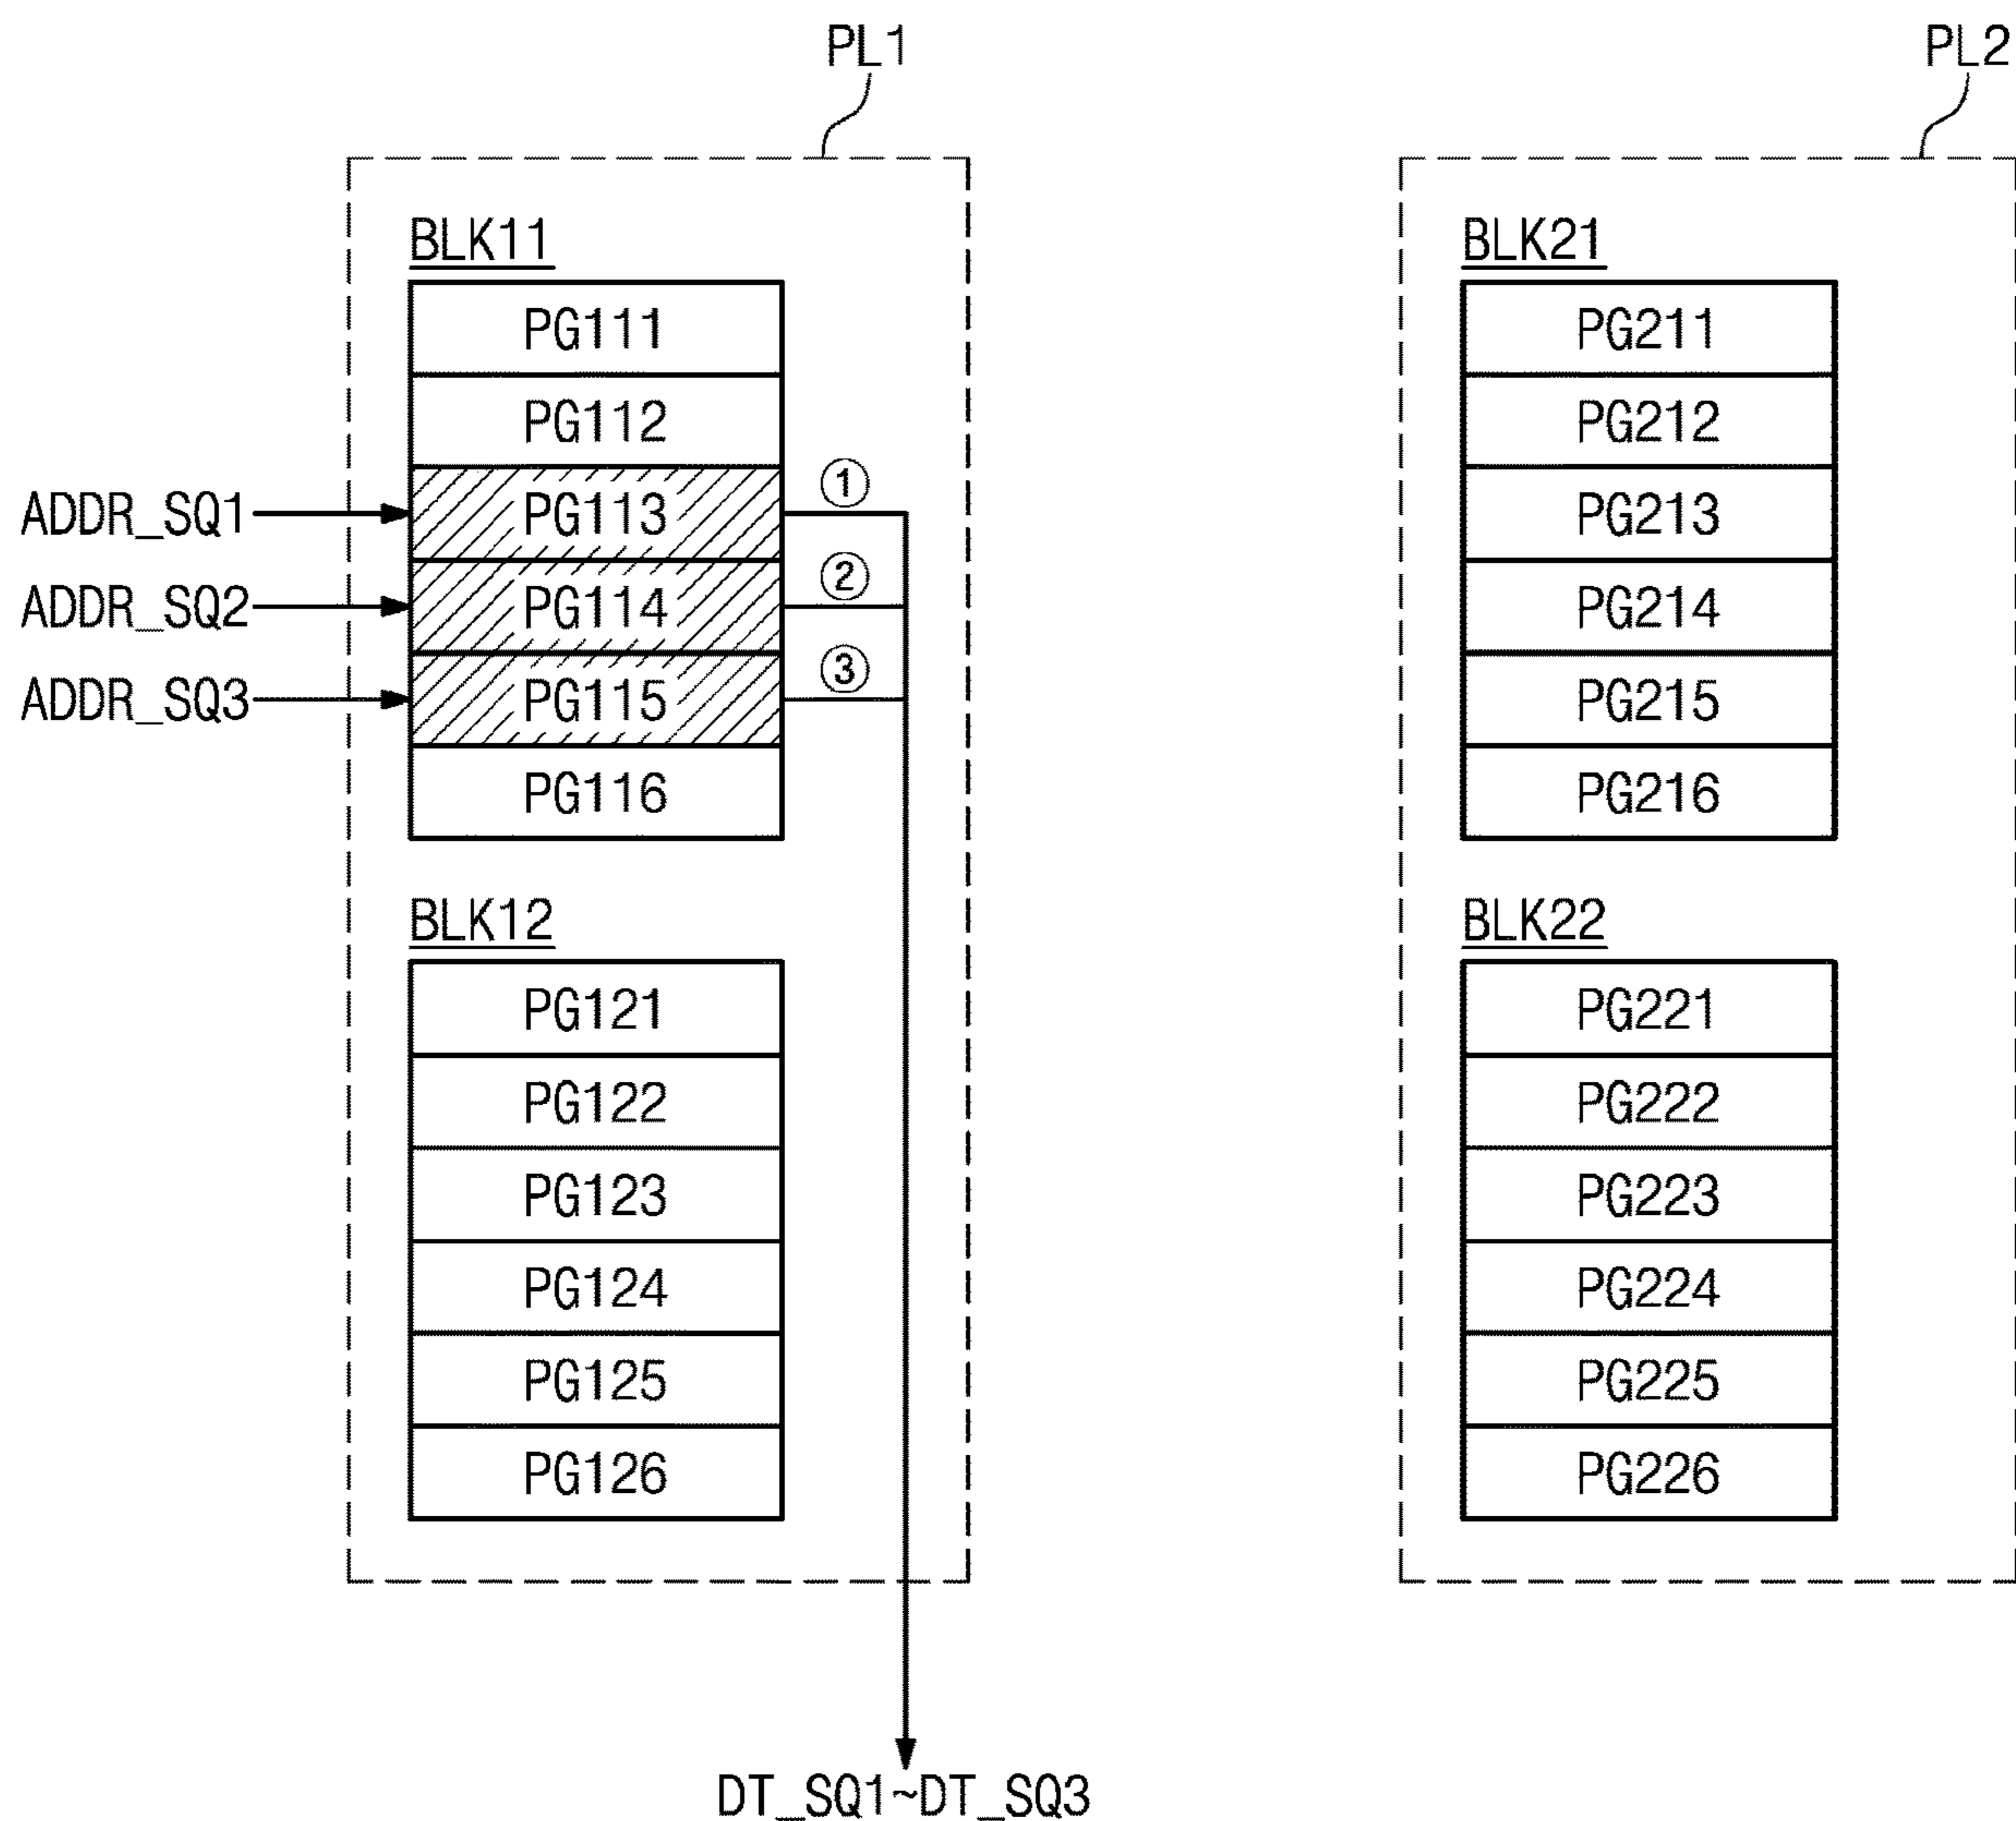 PL1
PL2
BLK11
PG111
PG112
ADDR_SQ1
PG113
①
ADDR_SQ2
PG114
②
ADDR_SQ3
PG115
③
PG116
BLK12
PG121
PG122
PG123
PG124
PG125
PG126
DT_SQ1~DT_SQ3
BLK21
PG211
PG212
PG213
PG214
PG215
PG216
BLK22
PG221
PG222
PG223
PG224
PG225
PG226